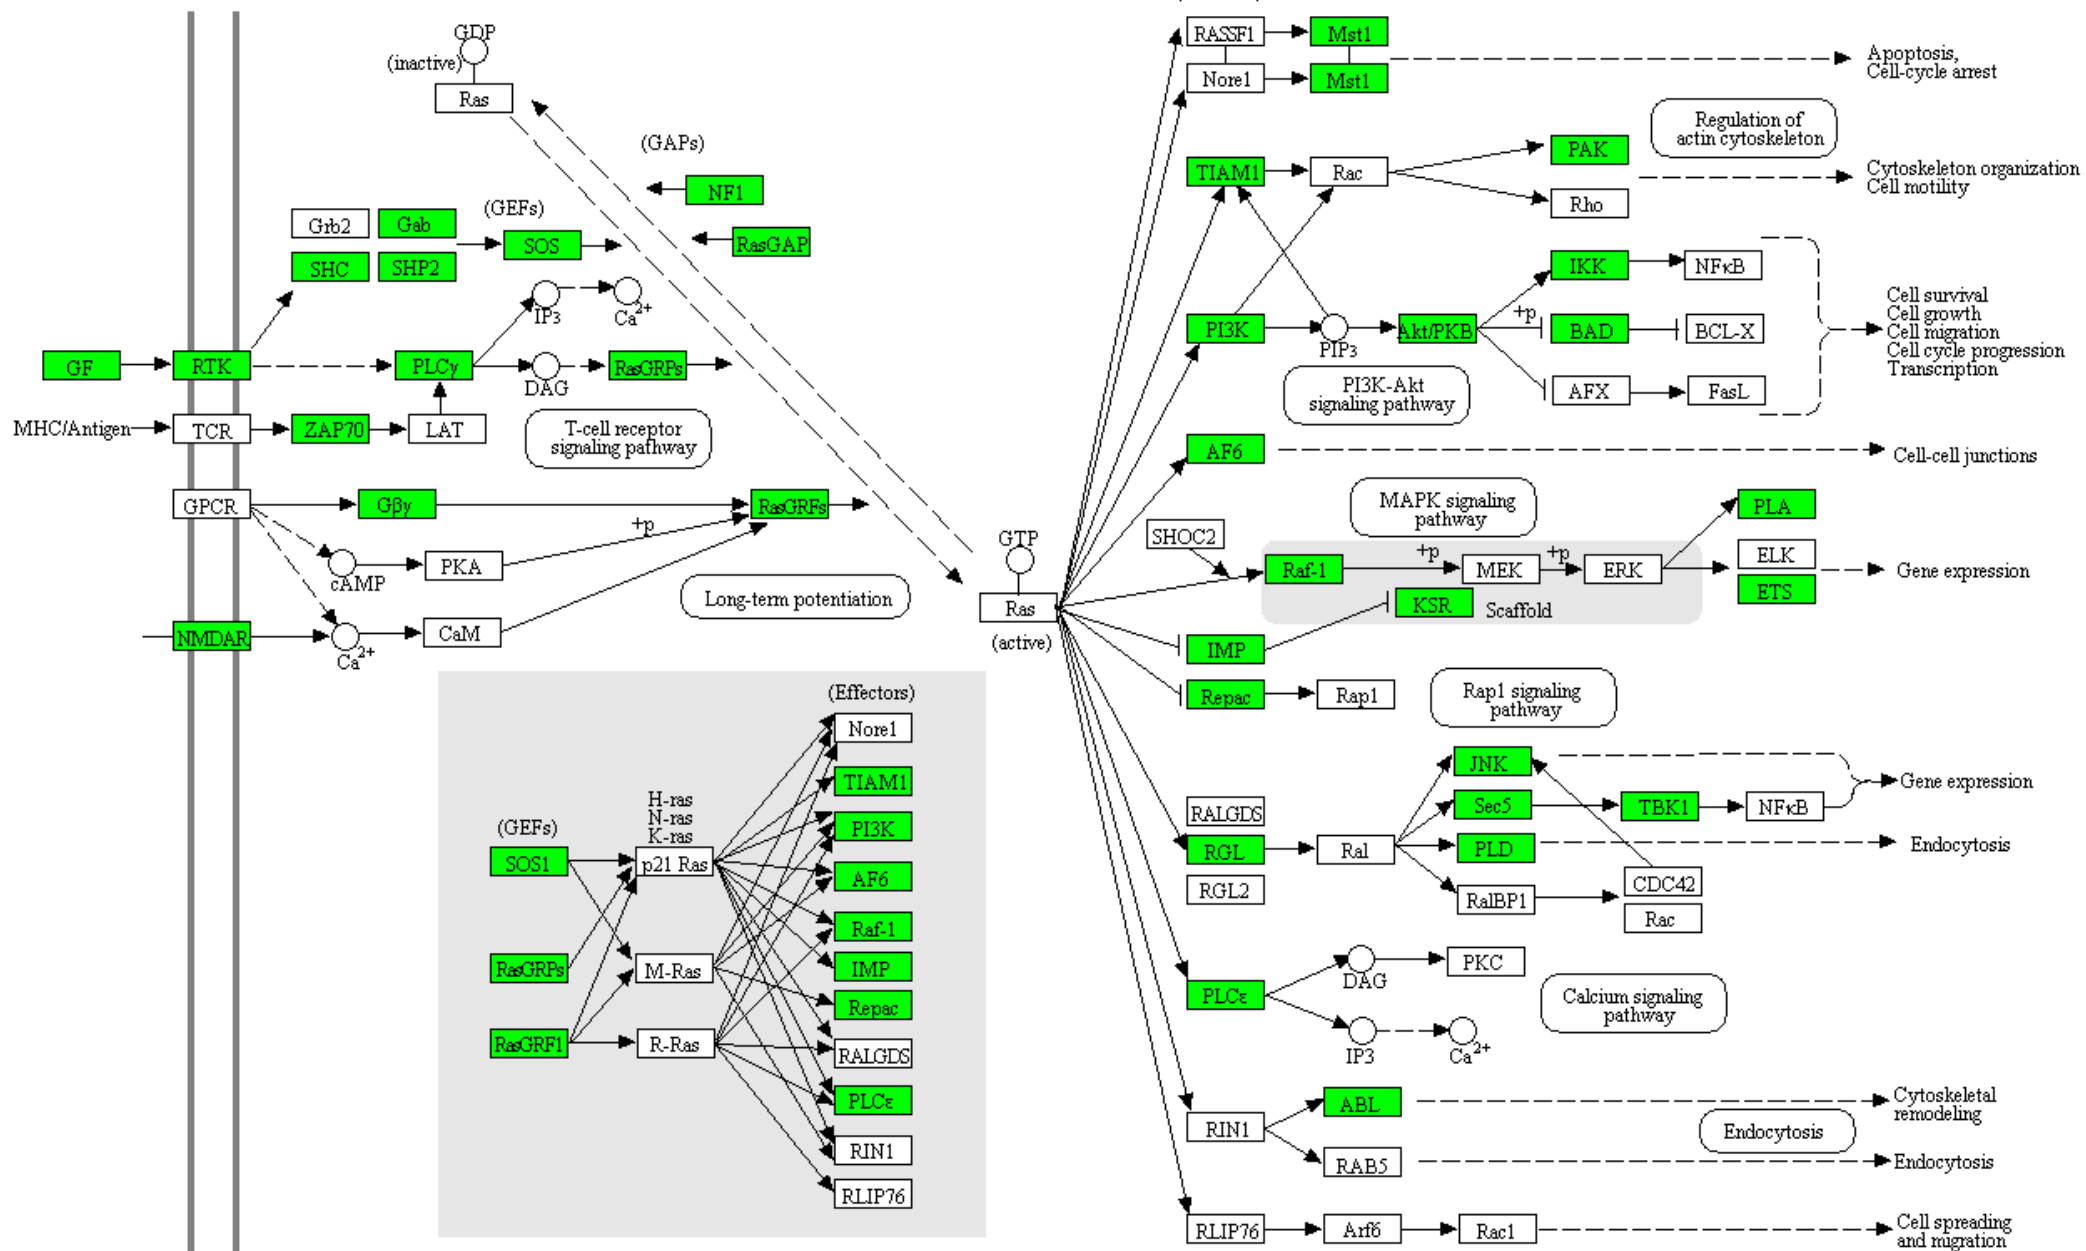 GDP
(inactive)
Ras
(GAPs)
NF1
(GEFs)
Grb2
Gab
SOS
RasGAP
SHC
SHP2
IP3
Ca2+
GF
RTK
PLCγ
DAG
RasGRPs
MHC/Antigen
TCR
ZAP70
LAT
T-cell receptor
signaling pathway
GPCR
Gβγ
RasGRFs
+p
cAMP
PKA
Long-term potentiation
NMDAR
Ca2+
CaM
GTP
Ras
(active)
(Effectors)
Nore1
TIAM1
H-ras
N-ras
K-ras
PI3K
(GEFs)
SOS1
p21 Ras
AF6
Raf-1
RasGRPs
M-Ras
IMP
Repac
RasGRF1
R-Ras
RALGDS
PLCε
RIN1
RLIP76
RASSF1
Mst1
Nore1
Mst1
Apoptosis,
Cell-cycle arrest
Regulation of
actin cytoskeleton
TIAM1
Rac
PAK
Rho
Cytoskeleton organization
Cell motility
IKK
NFκB
PI3K
PIP3
Akt/PKB
+p
BAD
BCL-X
Cell survival
Cell growth
Cell migration
Cell cycle progression
Transcription
PI3K-Akt
signaling pathway
AFX
FasL
AF6
Cell-cell junctions
MAPK signaling
pathway
SHOC2
Raf-1
+p
MEK
+p
ERK
PLA
ELK
ETS
Gene expression
KSR
Scaffold
IMP
Repac
Rap1
Rap1 signaling
pathway
JNK
RALGDS
Sec5
TBK1
NFκB
Gene expression
RGL
Ral
PLD
Endocytosis
RGL2
RalBP1
CDC42
Rac
PLCε
DAG
PKC
IP3
Ca2+
Calcium signaling
pathway
RIN1
ABL
Cytoskeletal
remodeling
Endocytosis
RAB5
Endocytosis
RLIP76
Arf6
Rac1
Cell spreading
and migration